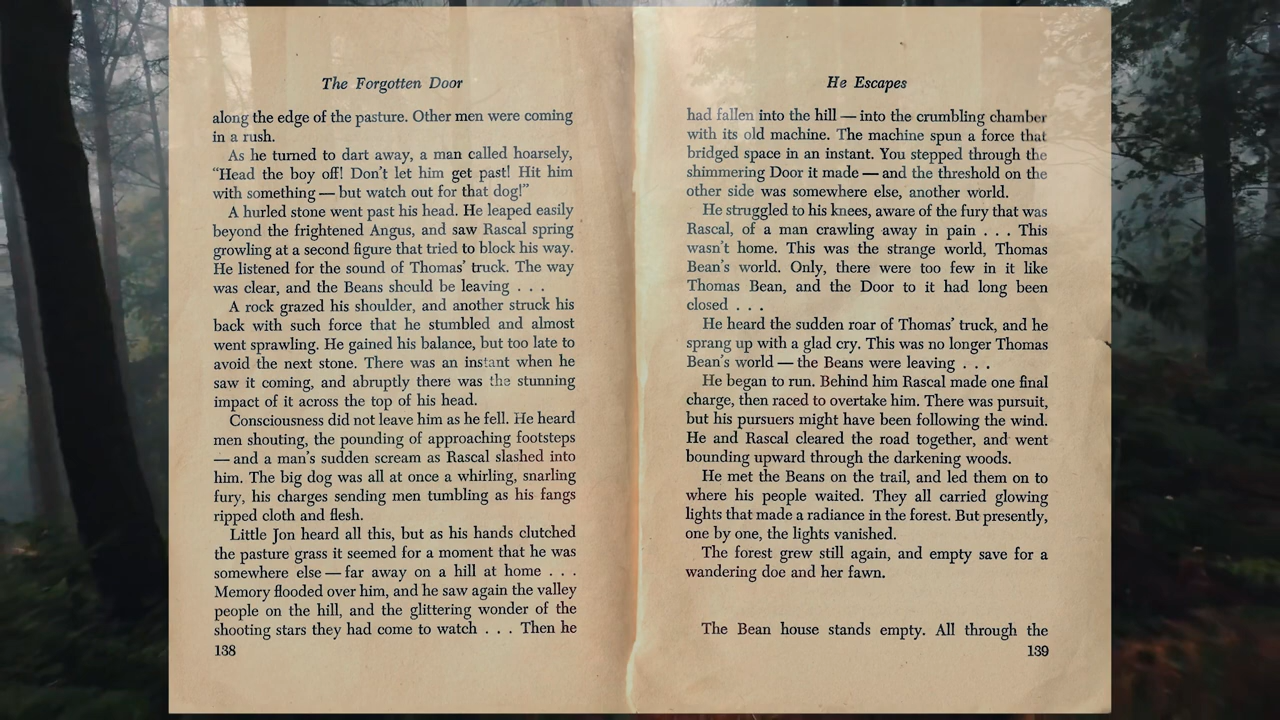 The Forgotten Door
along the edge of the pasture. Other men were coming
in a rush.
As he turned to dart away, a man called hoarsely,
"Head the boy off! Don't let him get past! Hit him
with something — but watch out for that dog!"
A hurled stone went past his head. He leaped easily
beyond the frightened Angus, and saw Rascal spring
growling at a second figure that tried to block his way.
He listened for the sound of Thomas' truck. The way
was clear, and the Beans should be leaving . . .
A rock grazed his shoulder, and another struck his
back with such force that he stumbled and almost
went sprawling. He gained his balance, but too late to
avoid the next stone. There was an instant when he
saw it coming, and abruptly there was the stunning
impact of it across the top of his head.
Consciousness did not leave him as he fell. He heard
men shouting, the pounding of approaching footsteps
— and a man's sudden scream as Rascal slashed into
him. The big dog was all at once a whirling, snarling
fury, his charges sending men tumbling as his fangs
ripped cloth and flesh.
Little Jon heard all this, but as his hands clutched
the pasture grass it seemed for a moment that he was
somewhere else — far away on a hill at home . . .
Memory flooded over him, and he saw again the valley
people on the hill, and the glittering wonder of the
shooting stars they had come to watch . . . Then he
138
He Escapes
had fallen into the hill — into the crumbling chamber
with its old machine. The machine spun a force that
bridged space in an instant. You stepped through the
shimmering Door it made — and the threshold on the
other side was somewhere else, another world.
He struggled to his knees, aware of the fury that was
Rascal, of a man crawling away in pain . . . This
wasn't home. This was the strange world, Thomas
Bean's world. Only, there were too few in it like
Thomas Bean, and the Door to it had long been
closed . . .
He heard the sudden roar of Thomas' truck, and he
sprang up with a glad cry. This was no longer Thomas
Bean's world — the Beans were leaving . . .
He began to run. Behind him Rascal made one final
charge, then raced to overtake him. There was pursuit,
but his pursuers might have been following the wind.
He and Rascal cleared the road together, and went
bounding upward through the darkening woods.
He met the Beans on the trail, and led them on to
where his people waited. They all carried glowing
lights that made a radiance in the forest. But presently,
one by one, the lights vanished.
The forest grew still again, and empty save for a
wandering doe and her fawn.
The Bean house stands empty. All through the
139